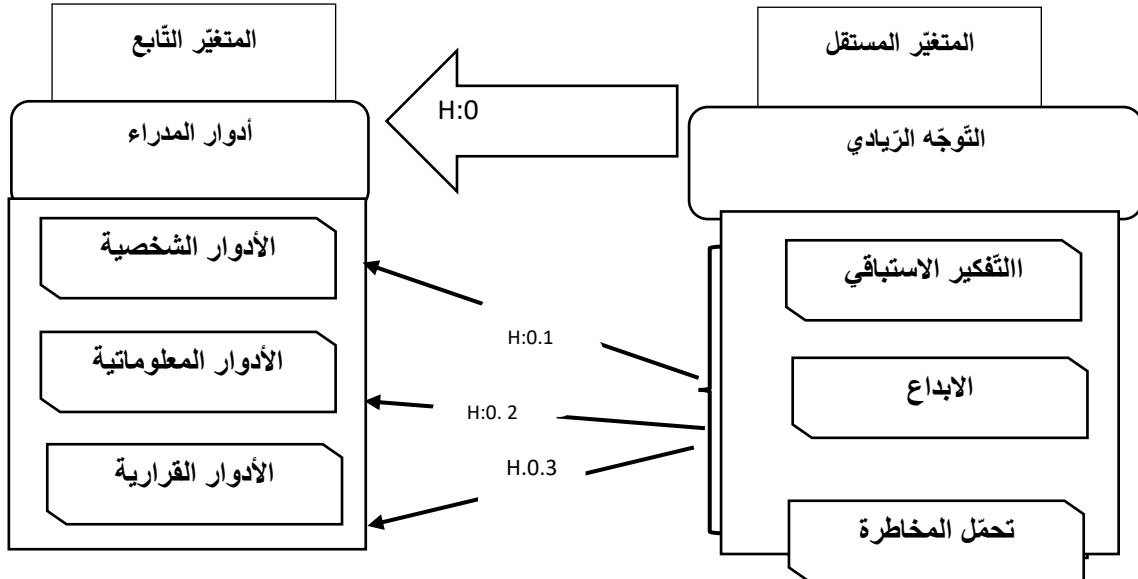 المتغيّر المستقل
المتغيّر التّابع
التّوجّه الرّيادي
H:0
أدوار المدراء
االتّفكير الاستباقي
الابداع
تحمّل المخاطرة
H:0.1
H:0. 2
H.0.3
الأدوار الشخصية
الأدوار المعلوماتية
الأدوار القرارية